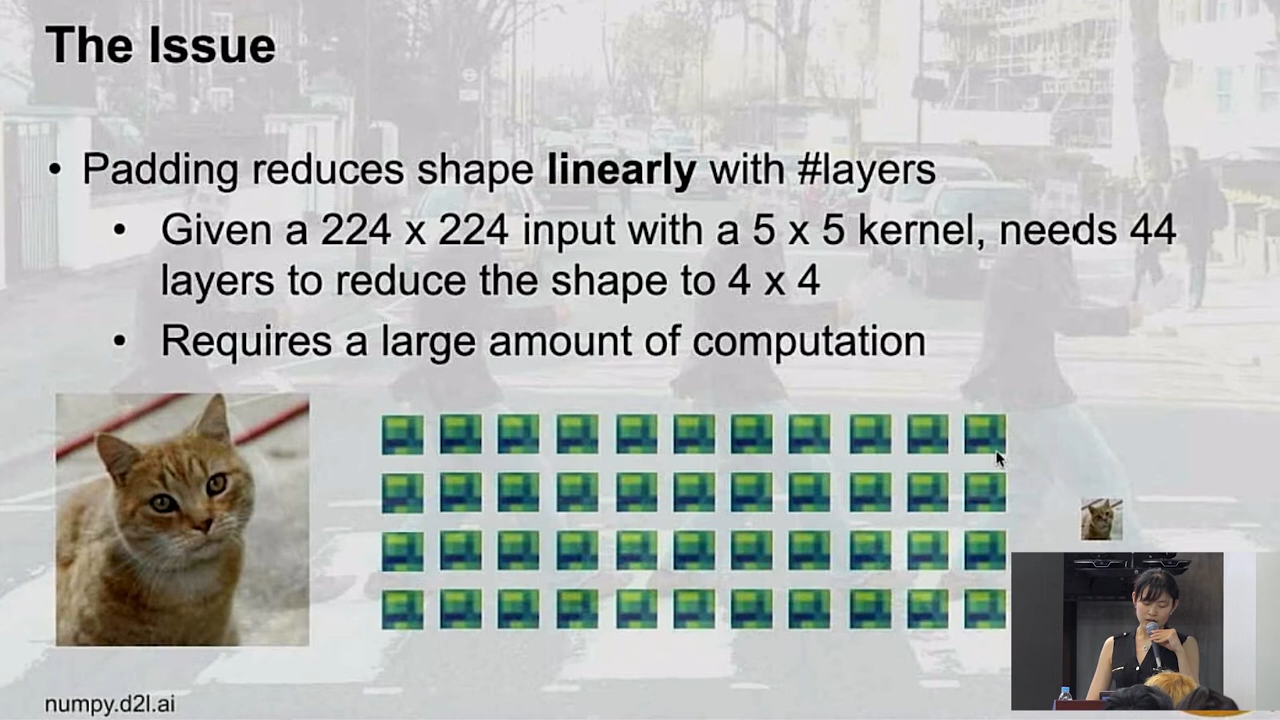 The Issue
• Padding reduces shape linearly with #layers
• Given a 224 x 224 input with a 5 x 5 kernel, needs 44
layers to reduce the shape to 4 x 4
• Requires a large amount of computation
numpy.d2l.ai